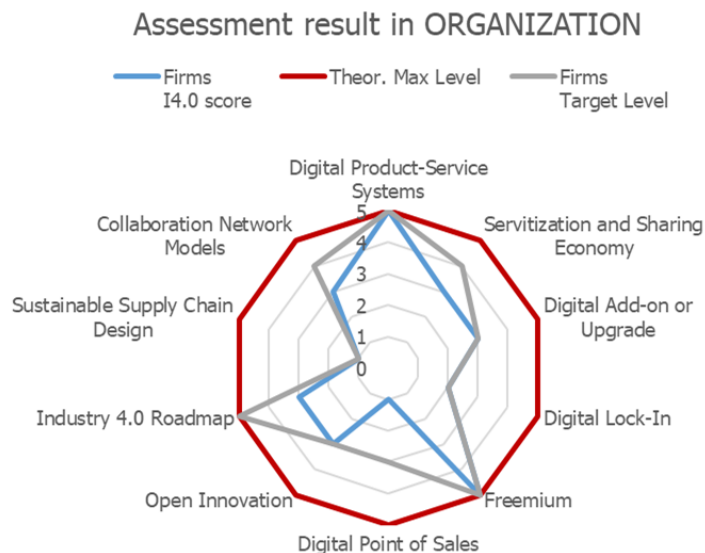 Assessment result in ORGANIZATION
Firms
I4.0 score
Theor. Max Level
Firms
Target Level
Digital Product-Service
Systems
Servitization and Sharing
Economy
Digital Add-on or
Upgrade
Digital Lock-In
Freemium
Digital Point of Sales
Open Innovation
Industry 4.0 Roadmap
Sustainable Supply Chain
Design
Collaboration Network
Models
5
4
3
2
1
0